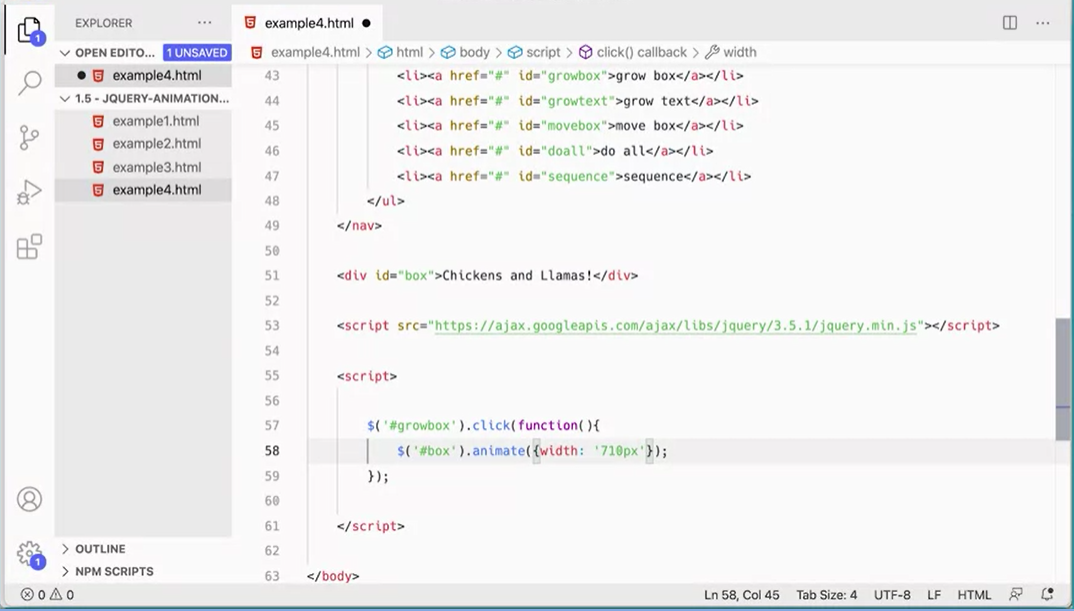 EXPLORER
OPEN EDITO... 1 UNSAVED
example4.html
1.5 - JQUERY-ANIMATION...
example1.html
example2.html
example3.html
example4.html
OUTLINE
NPM SCRIPTS
1
1
example4.html
example4.html > html > body > script > click() callback > width
43 <li><a href="#" id="growbox">grow box</a></li>
44 <li><a href="#" id="growtext">grow text</a></li>
45 <li><a href="#" id="movebox">move box</a></li>
46 <li><a href="#" id="doall">do all</a></li>
47 <li><a href="#" id="sequence">sequence</a></li>
48 </ul>
49 </nav>
50
51 <div id="box">Chickens and Llamas!</div>
52
53 <script src="https://ajax.googleapis.com/ajax/libs/jquery/3.5.1/jquery.min.js"></script>
54
55 <script>
56
57 $('#growbox').click(function(){
58 $('#box').animate({width: '710px'});
59 });
60
61 </script>
62
63 </body>
0 0 Ln 58, Col 45 Tab Size: 4 UTF-8 LF HTML